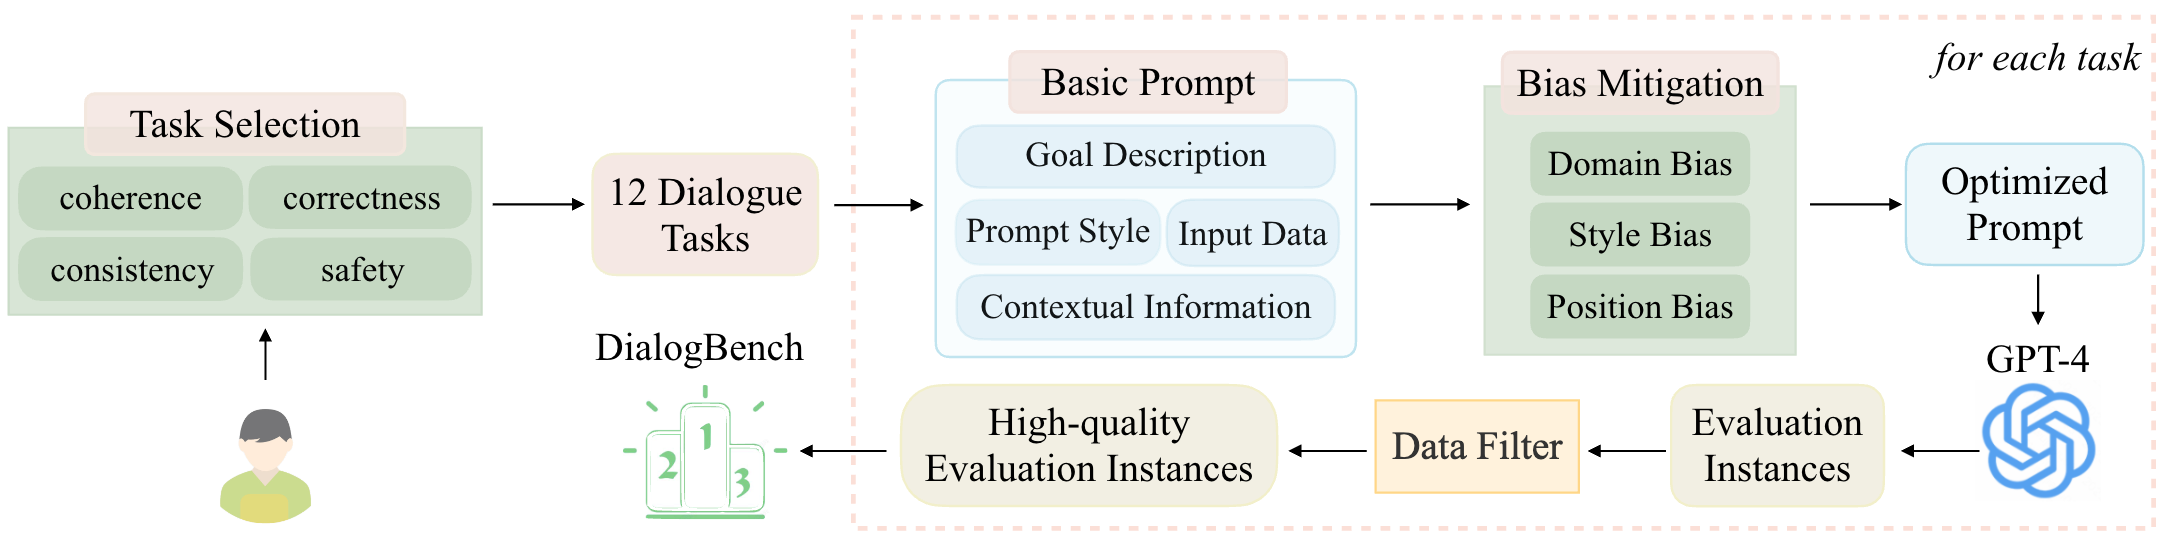 for each task
Task Selection
coherence
correctness
consistency
safety
12 Dialogue
Tasks
Basic Prompt
Goal Description
Prompt Style
Input Data
Contextual Information
Bias Mitigation
Domain Bias
Style Bias
Position Bias
Optimized
Prompt
GPT-4
Evaluation
Instances
Data Filter
High-quality
Evaluation Instances
DialogBench
1
2
3